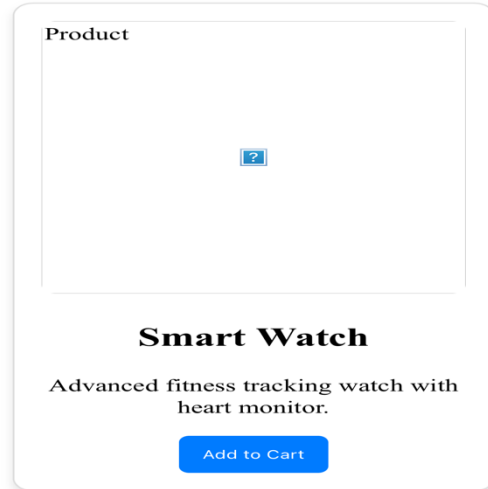 Product
?
Smart Watch
Advanced fitness tracking watch with
heart monitor.
Add to Cart